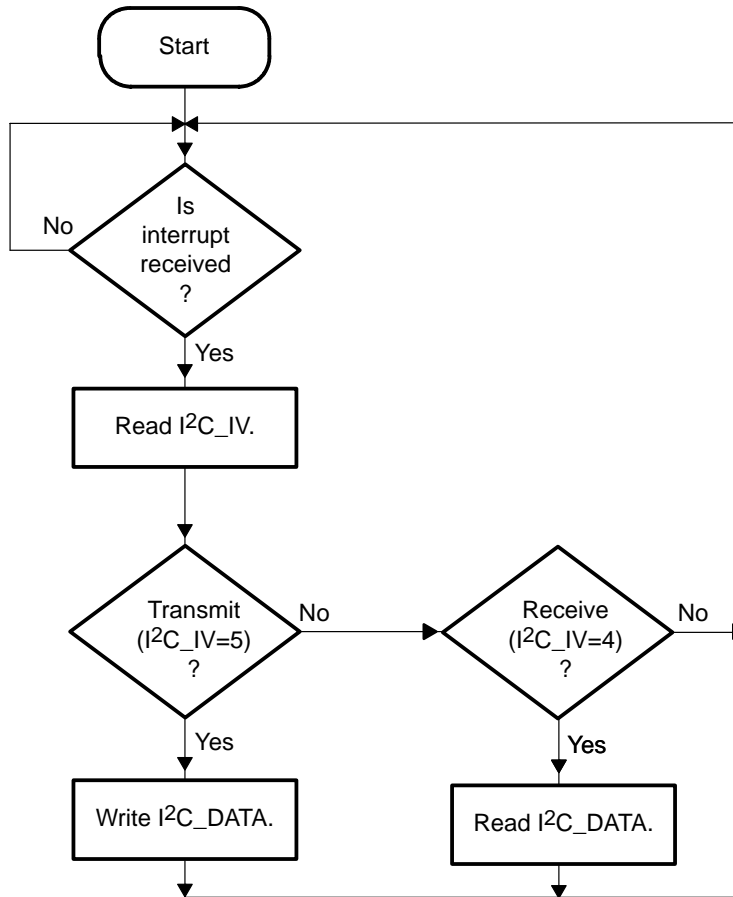 Start
Is
interrupt
received
?
No
Yes
Read I²C_IV.
Transmit
(I²C_IV=5)
?
No
Receive
(I²C_IV=4)
?
No
Yes
Yes
Write I²C_DATA.
Read I²C_DATA.